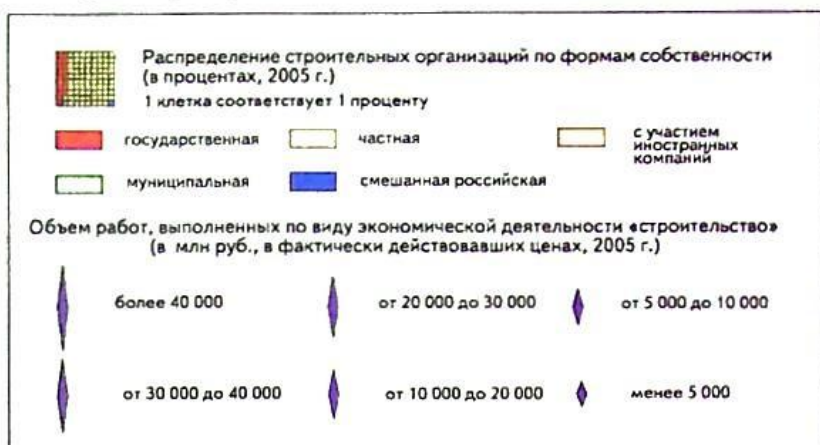 Распределение строительных организаций по формам собственности
(в процентах, 2005 г.)
1 клетка соответствует 1 проценту
государственная
частная
с участием
иностранных
компаний
муниципальная
смешанная российская
Объем работ, выполненных по виду экономической деятельности «строительство»
(в млн руб., в фактически действовавших ценах, 2005 г.)
более 40 000
от 20 000 до 30 000
от 5 000 до 10 000
от 30 000 до 40 000
от 10 000 до 20 000
менее 5 000